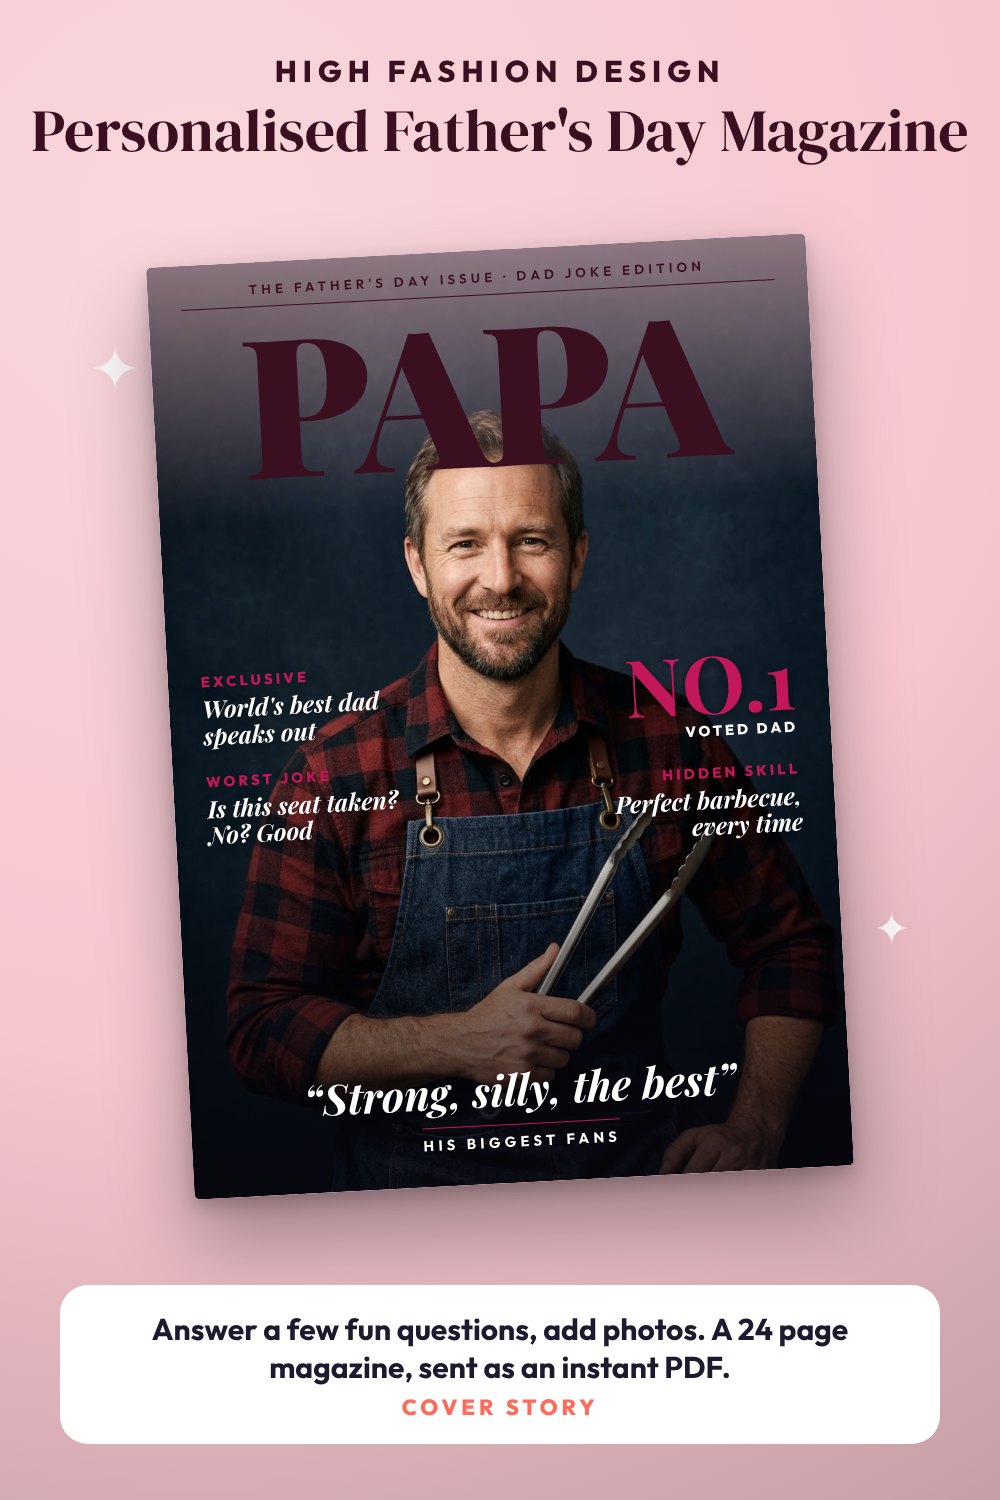 HIGH FASHION DESIGN
Personalised Father's Day Magazine
THE FATHER'S DAY ISSUE · DAD JOKE EDITION
PAPA
EXCLUSIVE
World's best dad
speaks out
WORST JOKE
Is this seat taken?
No? Good
NO.1
VOTED DAD
HIDDEN SKILL
Perfect barbecue,
every time
“Strong, silly, the best”
HIS BIGGEST FANS
Answer a few fun questions, add photos. A 24 page
magazine, sent as an instant PDF.
COVER STORY